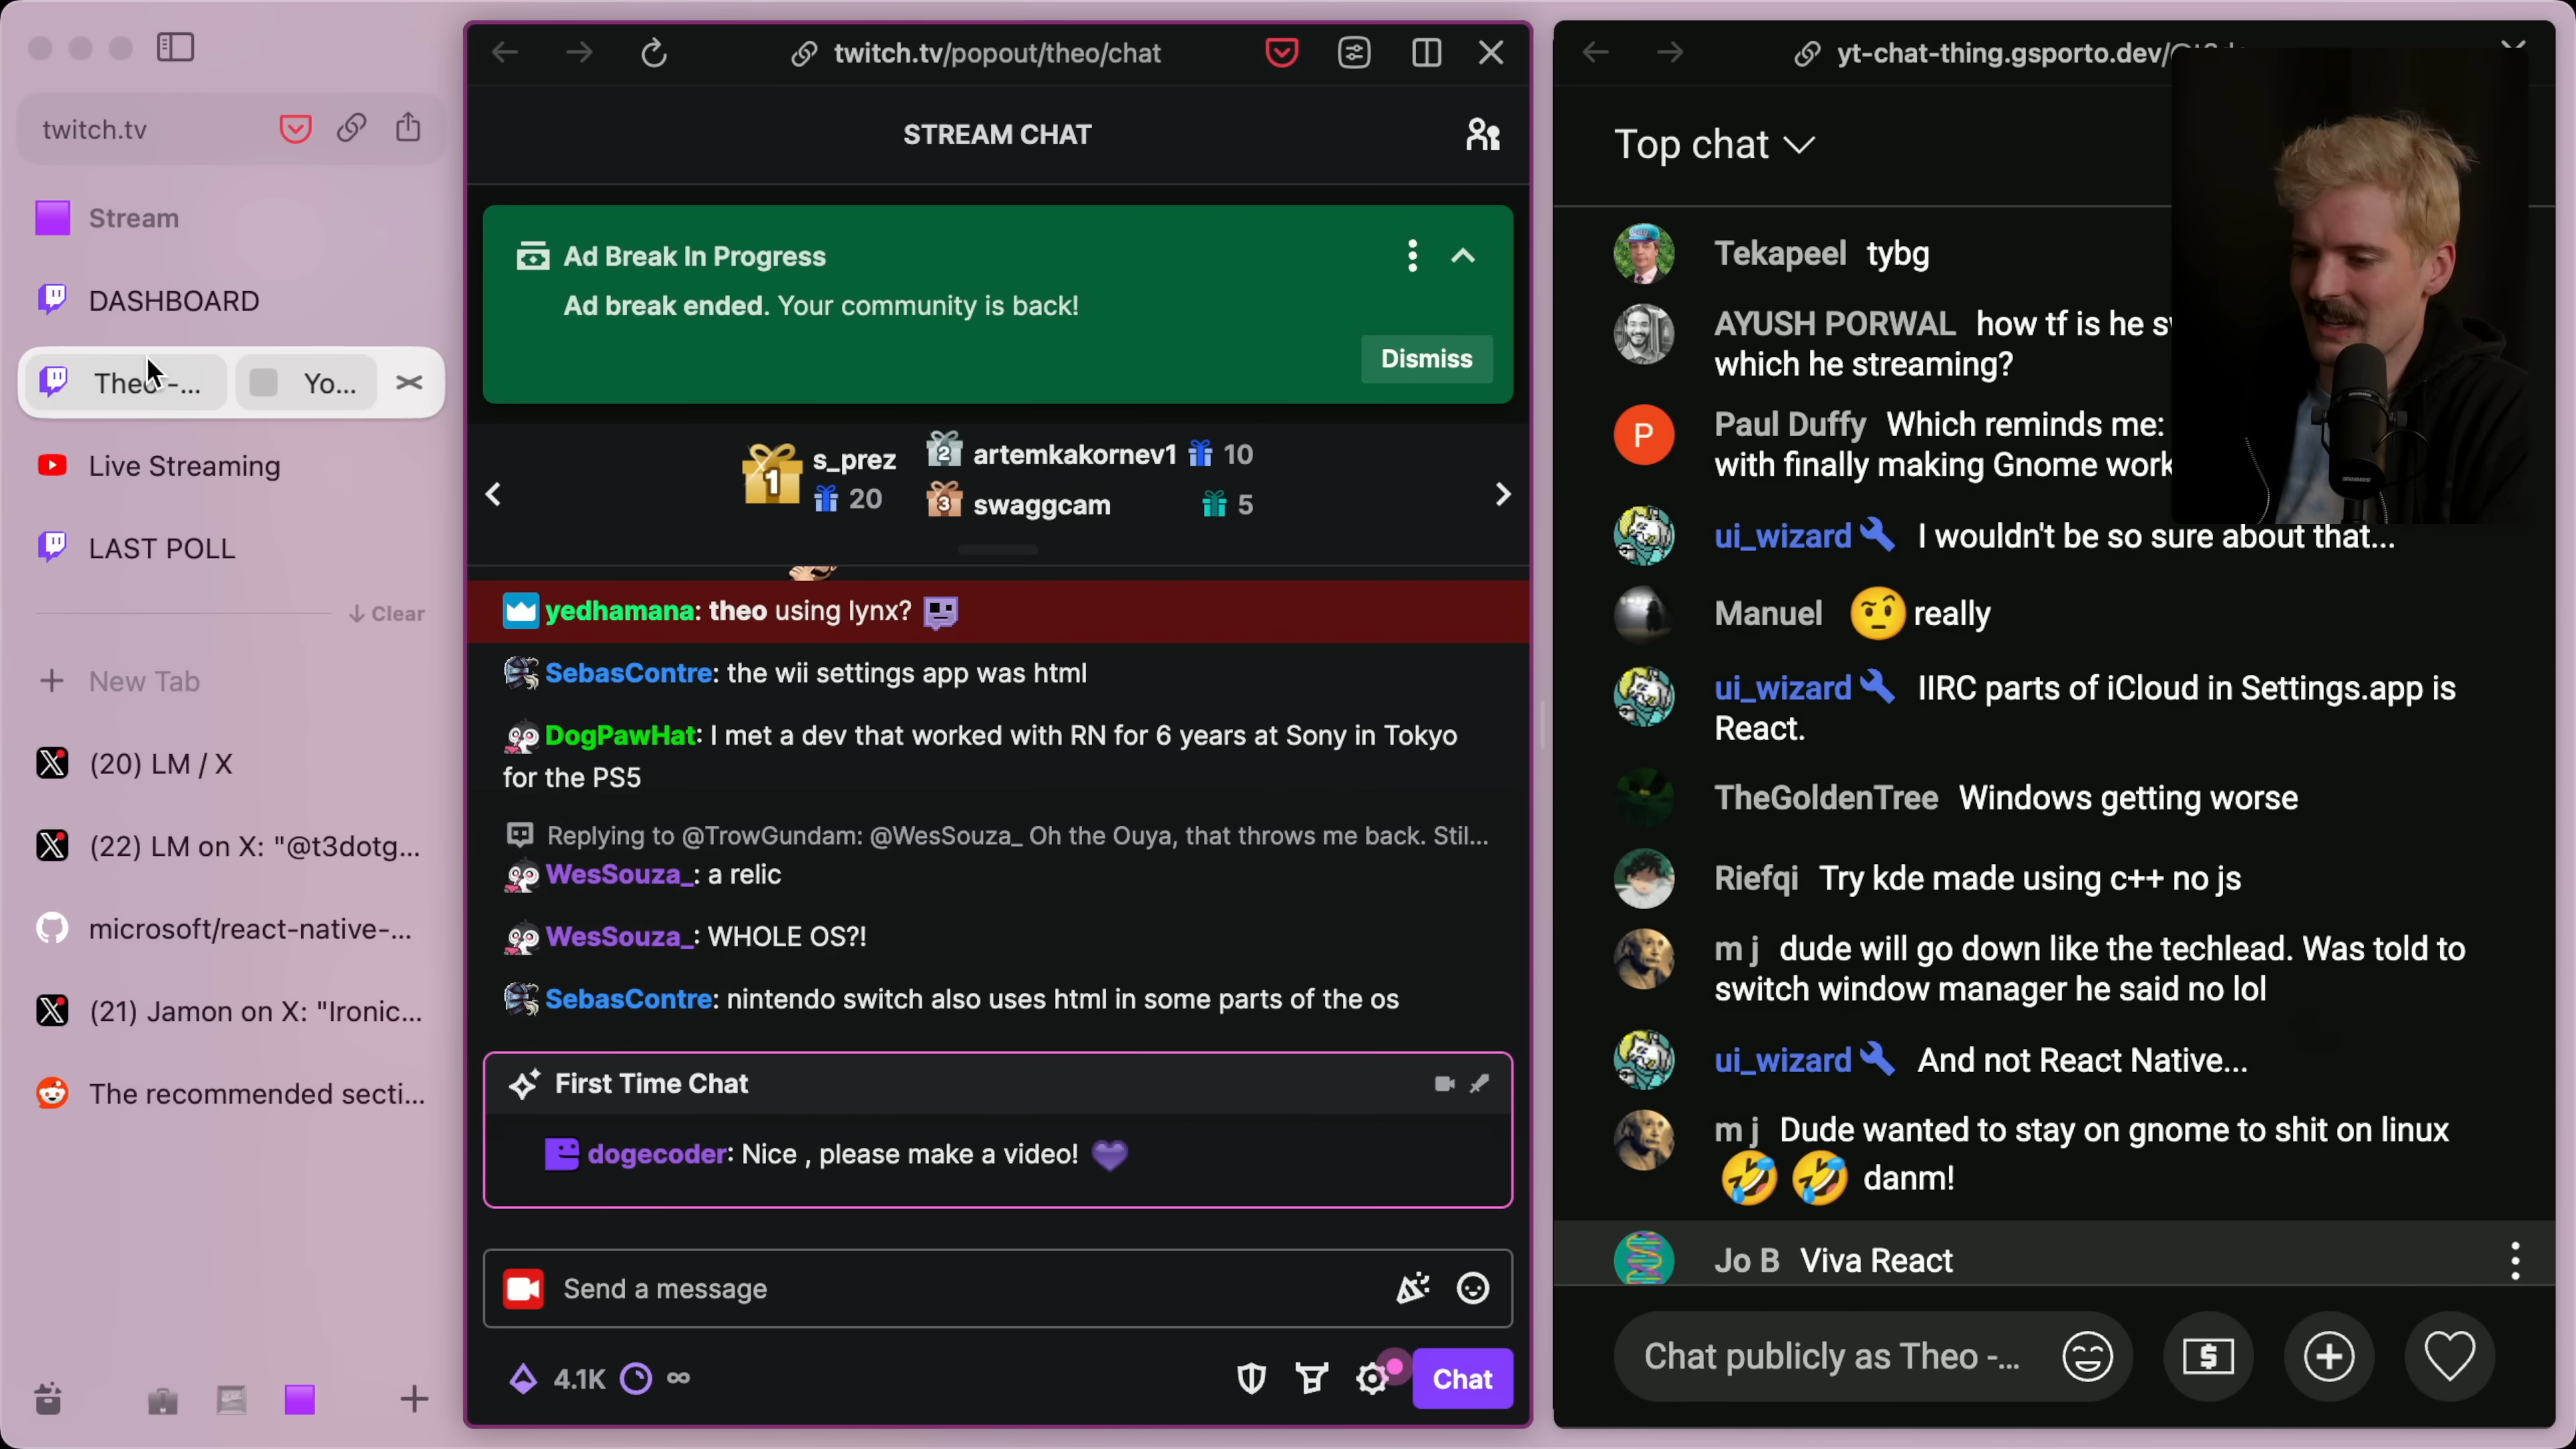 twitch.tv
Stream
DASHBOARD
Theo -...
Yo...
Live Streaming
LAST POLL
Clear
New Tab
(20) LM / X
(22) LM on X: "@t3dotg...
microsoft/react-native-...
(21) Jamon on X: "Ironic...
The recommended secti...
twitch.tv/popout/theo/chat
STREAM CHAT
Ad Break In Progress
Ad break ended. Your community is back!
Dismiss
1
s_prez
20
2
artemkakornev1
10
3
swaggcam
5
yedhamana: theo using lynx?
SebasContre: the wii settings app was html
DogPawHat: I met a dev that worked with RN for 6 years at Sony in Tokyo
for the PS5
Replying to @TrowGundam: @WesSouza_ Oh the Ouya, that throws me back. Stil...
WesSouza_: a relic
WesSouza_: WHOLE OS?!
SebasContre: nintendo switch also uses html in some parts of the os
First Time Chat
dogecoder: Nice , please make a video!
Send a message
4.1K
∞
Chat
yt-chat-thing.gsporto.dev/
Top chat
Tekapeel tybg
AYUSH PORWAL how tf is he
which he streaming?
P
Paul Duffy Which reminds me:
with finally making Gnome work
ui_wizard I wouldn't be so sure about that...
Manuel really
ui_wizard IIRC parts of iCloud in Settings.app is
React.
TheGoldenTree Windows getting worse
Riefqi Try kde made using c++ no js
m j dude will go down like the techlead. Was told to
switch window manager he said no lol
ui_wizard And not React Native...
m j Dude wanted to stay on gnome to shit on linux
danm!
Jo B Viva React
Chat publicly as Theo -...
$